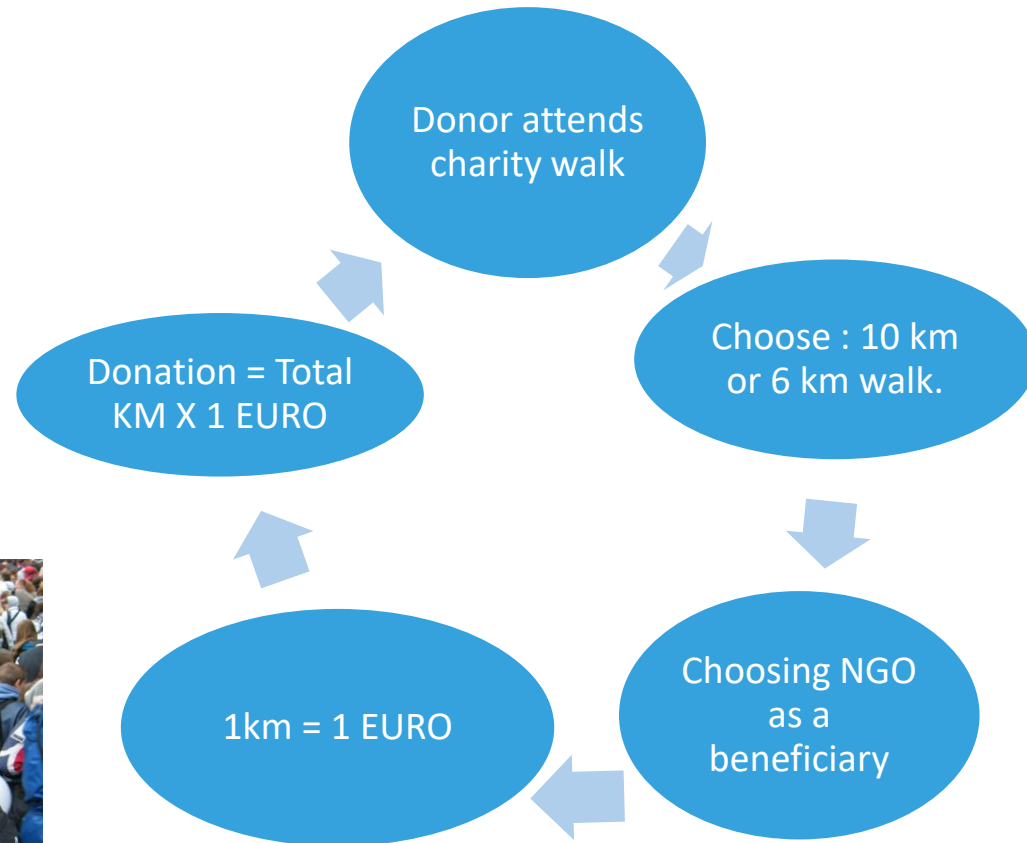 Donor attends
charity walk
Choose : 10 km
or 6 km walk.
Choosing NGO
as a
beneficiary
1km = 1 EURO
Donation = Total
KM X 1 EURO